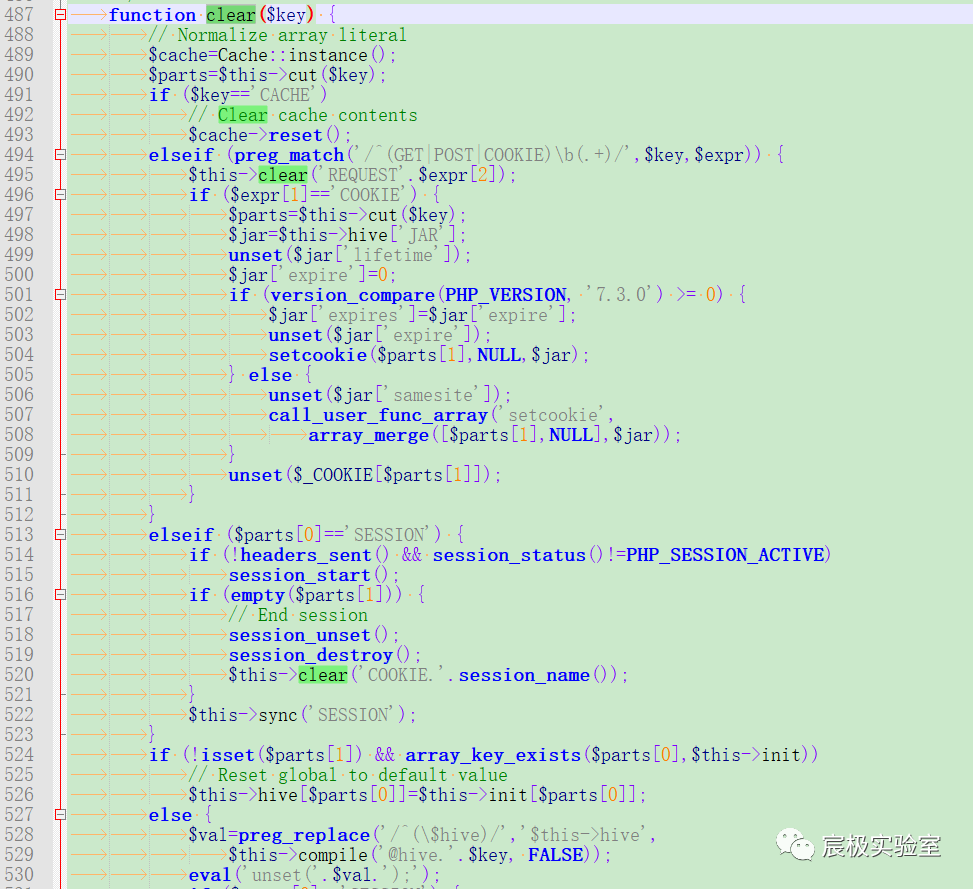 487 function clear($key) {
488 // Normalize array literal
489 $cache=Cache::instance();
490 $parts=$this->cut($key);
491 if ($key=='CACHE')
492 // Clear cache contents
493 $cache->reset();
494 elseif (preg_match('/^(GET|POST|COOKIE)\b(.+)/',$key,$expr)) {
495 $this->clear('REQUEST'.$expr[2]);
496 if ($expr[1]=='COOKIE') {
497 $parts=$this->cut($key);
498 $jar=$this->hive['JAR'];
499 unset($jar['lifetime']);
500 $jar['expire']=0;
501 if (version_compare(PHP_VERSION, '7.3.0') >= 0) {
502 $jar['expires']=$jar['expire'];
503 unset($jar['expire']);
504 setcookie($parts[1],NULL,$jar);
505 } else {
506 unset($jar['samesite']);
507 call_user_func_array('setcookie',
508 array_merge([$parts[1],NULL],$jar));
509 }
510 unset($_COOKIE[$parts[1]]);
511 }
512 }
513 elseif ($parts[0]=='SESSION') {
514 if (!headers_sent() && session_status()!=PHP_SESSION_ACTIVE)
515 session_start();
516 if (empty($parts[1])) {
517 // End session
518 session_unset();
519 session_destroy();
520 $this->clear('COOKIE.'.session_name());
521 }
522 $this->sync('SESSION');
523 }
524 if (!isset($parts[1]) && array_key_exists($parts[0],$this->init))
525 // Reset global to default value
526 $this->hive[$parts[0]]=$this->init[$parts[0]];
527 else {
528 $val=preg_replace('/^(\$hive)/','$this->hive',
529 $this->compile('@hive.'.$key, FALSE));
530 eval('unset('.$val.');');
宸极实验室